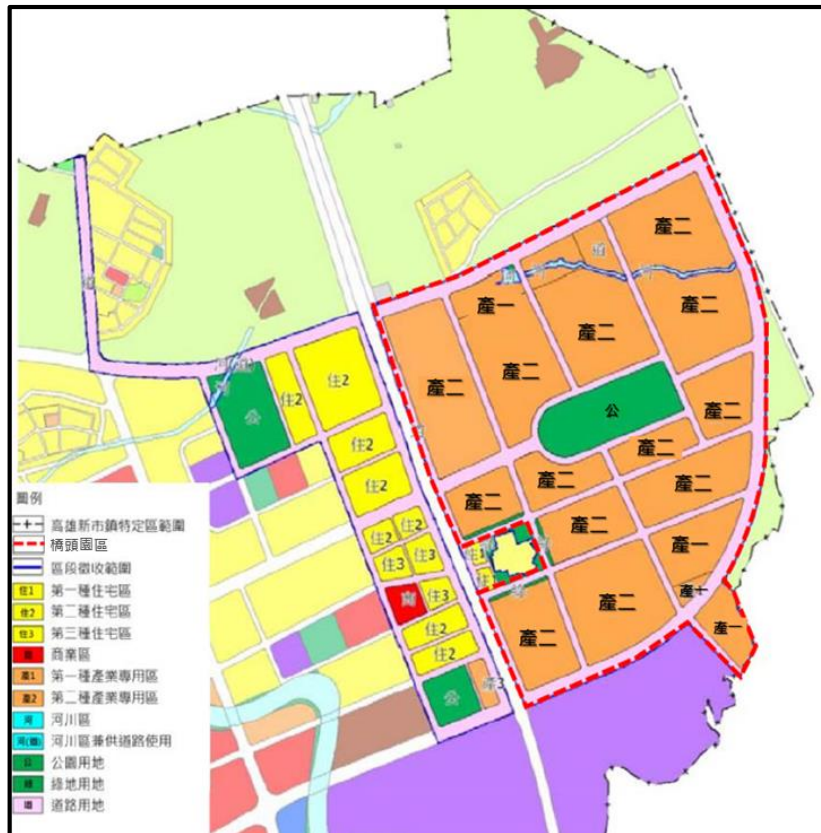 產二
道
產一
河
產二
產二
產二
產二
產二
住2
公
住2
公
產二
住2
產二
產二
住2
產二
產二
住2
住2
產二
產一
住3
住3
住1
商
住3
產二
產二
產一
住2
住2
公
產3
道
圖例
高雄新市鎮特定區範圍
橋頭園區
區段徵收範圍
住1 第一種住宅區
住2 第二種住宅區
住3 第三種住宅區
商業區
產1 第一種產業專用區
產2 第二種產業專用區
河 河川區
河(道) 河川區兼供道路使用
公 公園用地
綠 綠地用地
道 道路用地